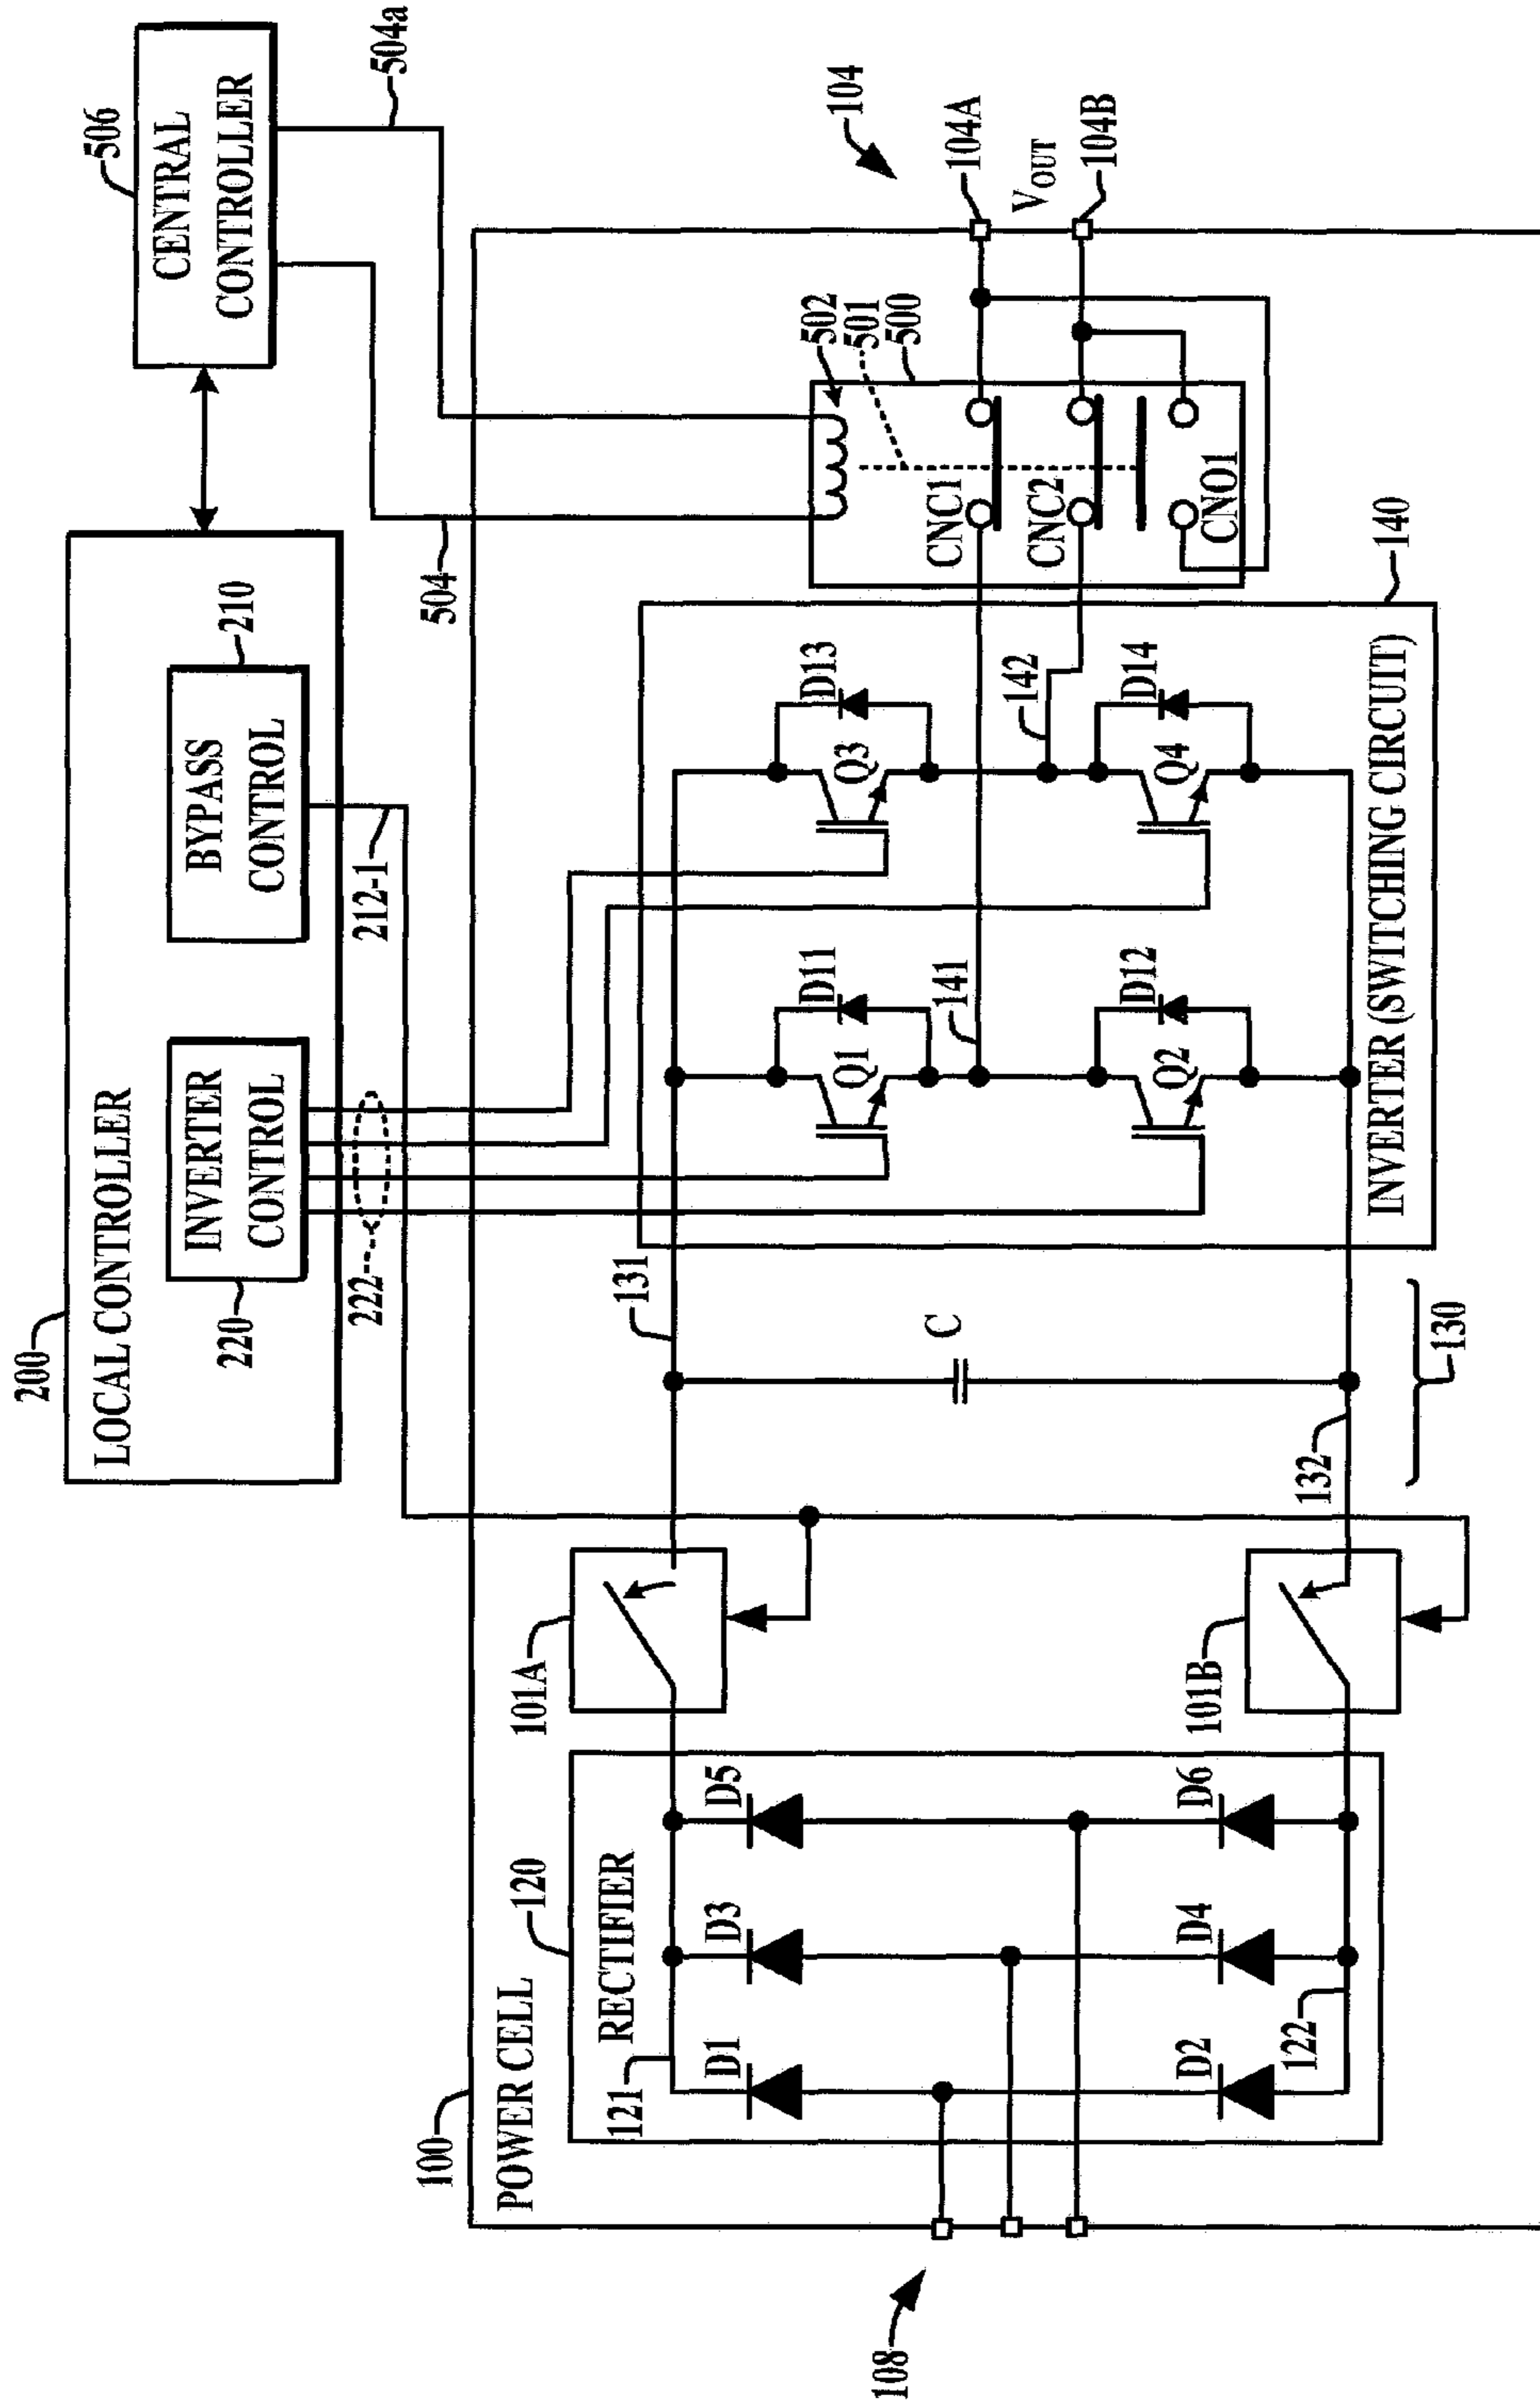 200
LOCAL CONTROLLER
INVERTER
CONTROL
220
222
BYPASS
CONTROL
210
212-1
506
CENTRAL
CONTROLLER
504
504a
100
POWER CELL
120
RECTIFIER
121
D1
D3
D5
D2
D4
D6
122
108
101A
101B
131
C
132
130
Q1
D11
Q3
D13
141
142
Q2
D12
Q4
D14
INVERTER (SWITCHING CIRCUIT)
140
502
501
500
CNC1
CNC2
CNO1
104
104A
VOUT
104B